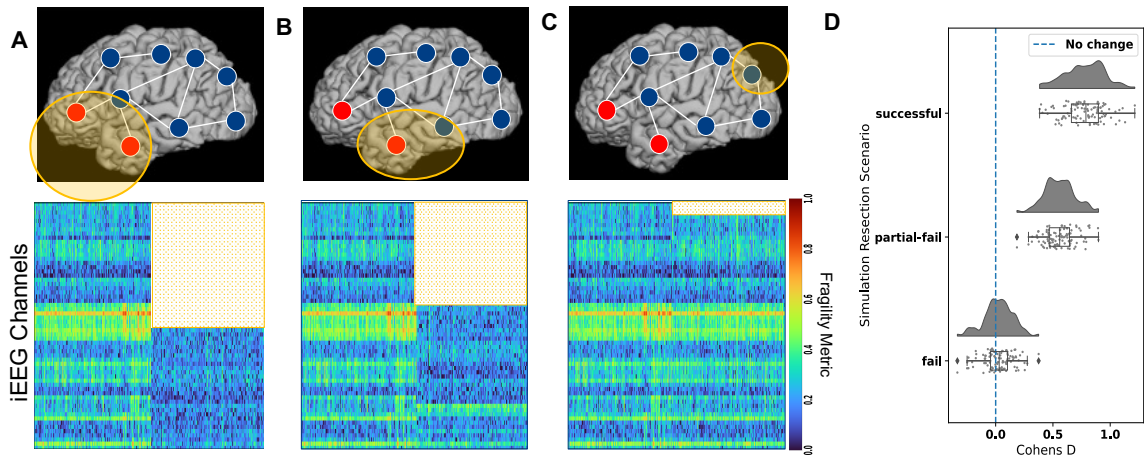 A
B
C
D
iEEG Channels
1.0
0.8
0.6
0.4
0.2
0.0
Fragility Metric
No change
Simulation Resection Scenario
successful
partial-fail
fail
0.0
0.5
1.0
Cohens D